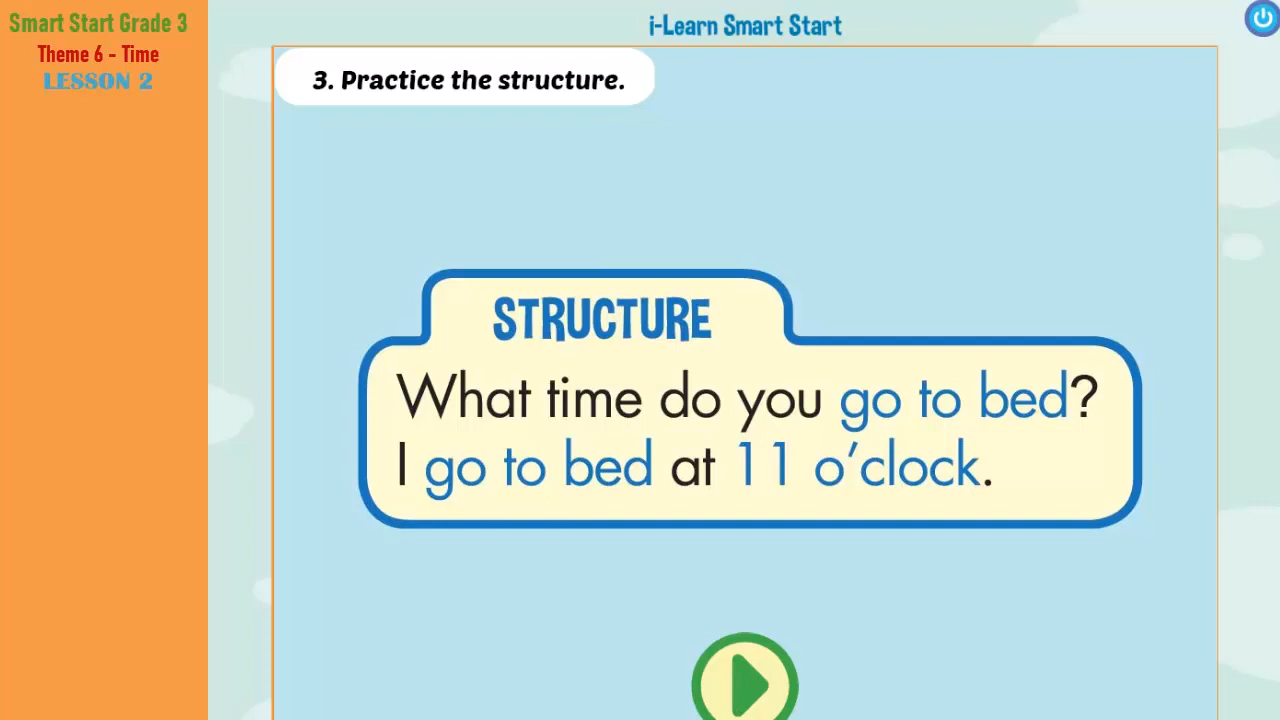 Smart Start Grade 3
Theme 6 - Time
LESSON 2
i-Learn Smart Start
3. Practice the structure.
STRUCTURE
What time do you go to bed?
I go to bed at 11 o'clock.